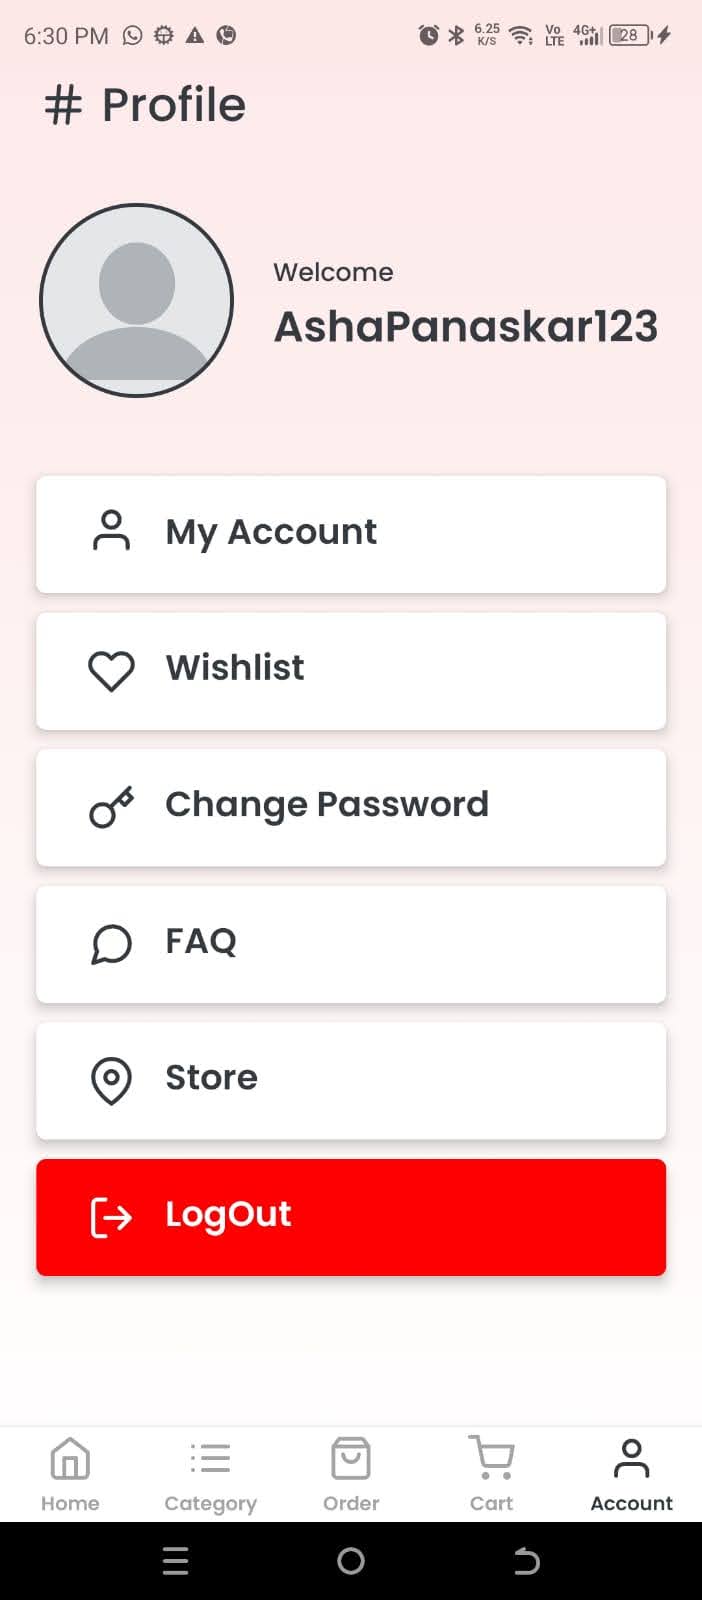 6:30 PM 6.25 K/S Vo LTE 4G+ 28
# Profile
Welcome
AshaPanaskar123
My Account
Wishlist
Change Password
FAQ
Store
LogOut
Home Category Order Cart Account